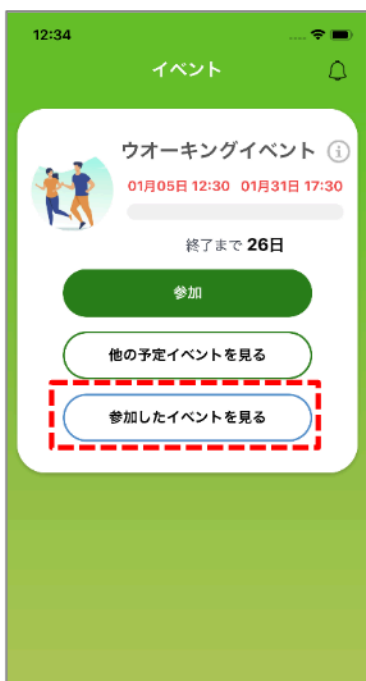 12:34
イベント
ウオーキングイベント
01月05日 12:30 01月31日 17:30
終了まで 26日
参加
他の予定イベントを見る
参加したイベントを見る